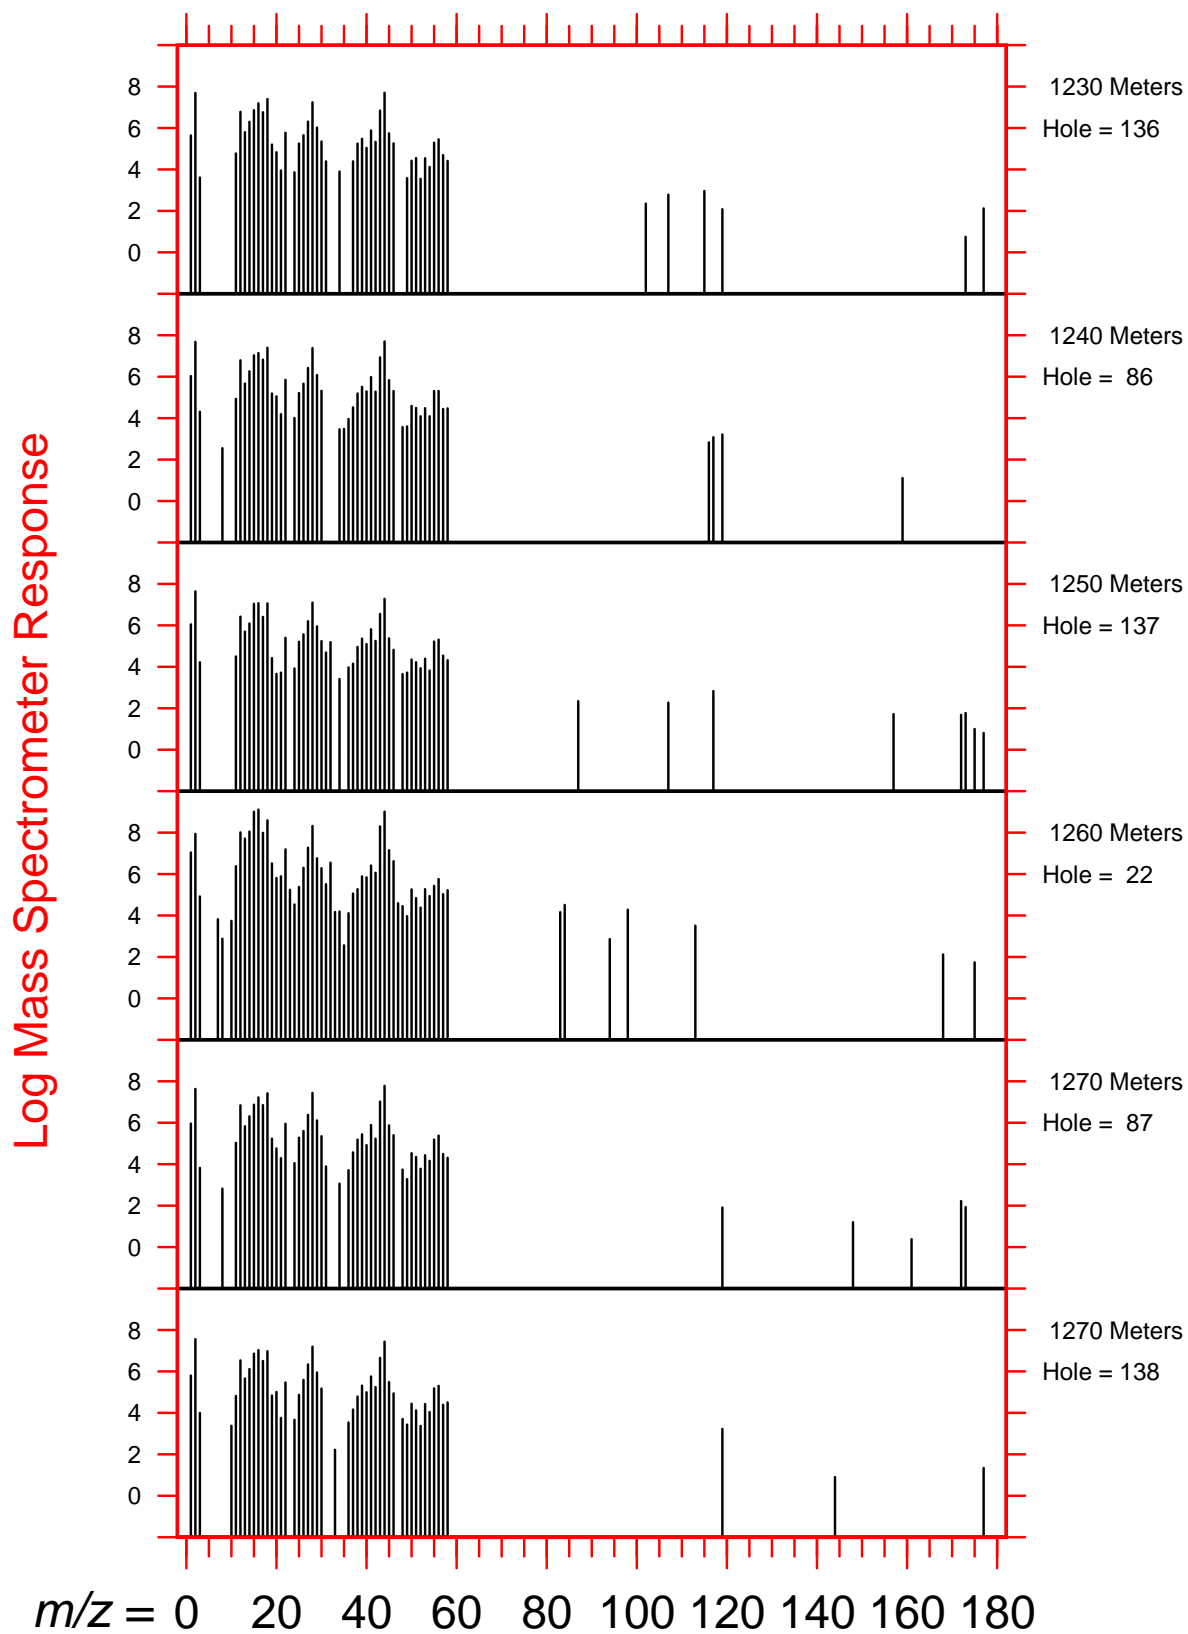 8
6
4
2
0
1230 Meters
Hole = 136
8
6
4
2
0
1240 Meters
Hole = 86
8
6
4
2
0
1250 Meters
Hole = 137
8
6
4
2
0
1260 Meters
Hole = 22
8
6
4
2
0
1270 Meters
Hole = 87
8
6
4
2
0
1270 Meters
Hole = 138
Log Mass Spectrometer Response
m/z = 0 20 40 60 80 100 120 140 160 180